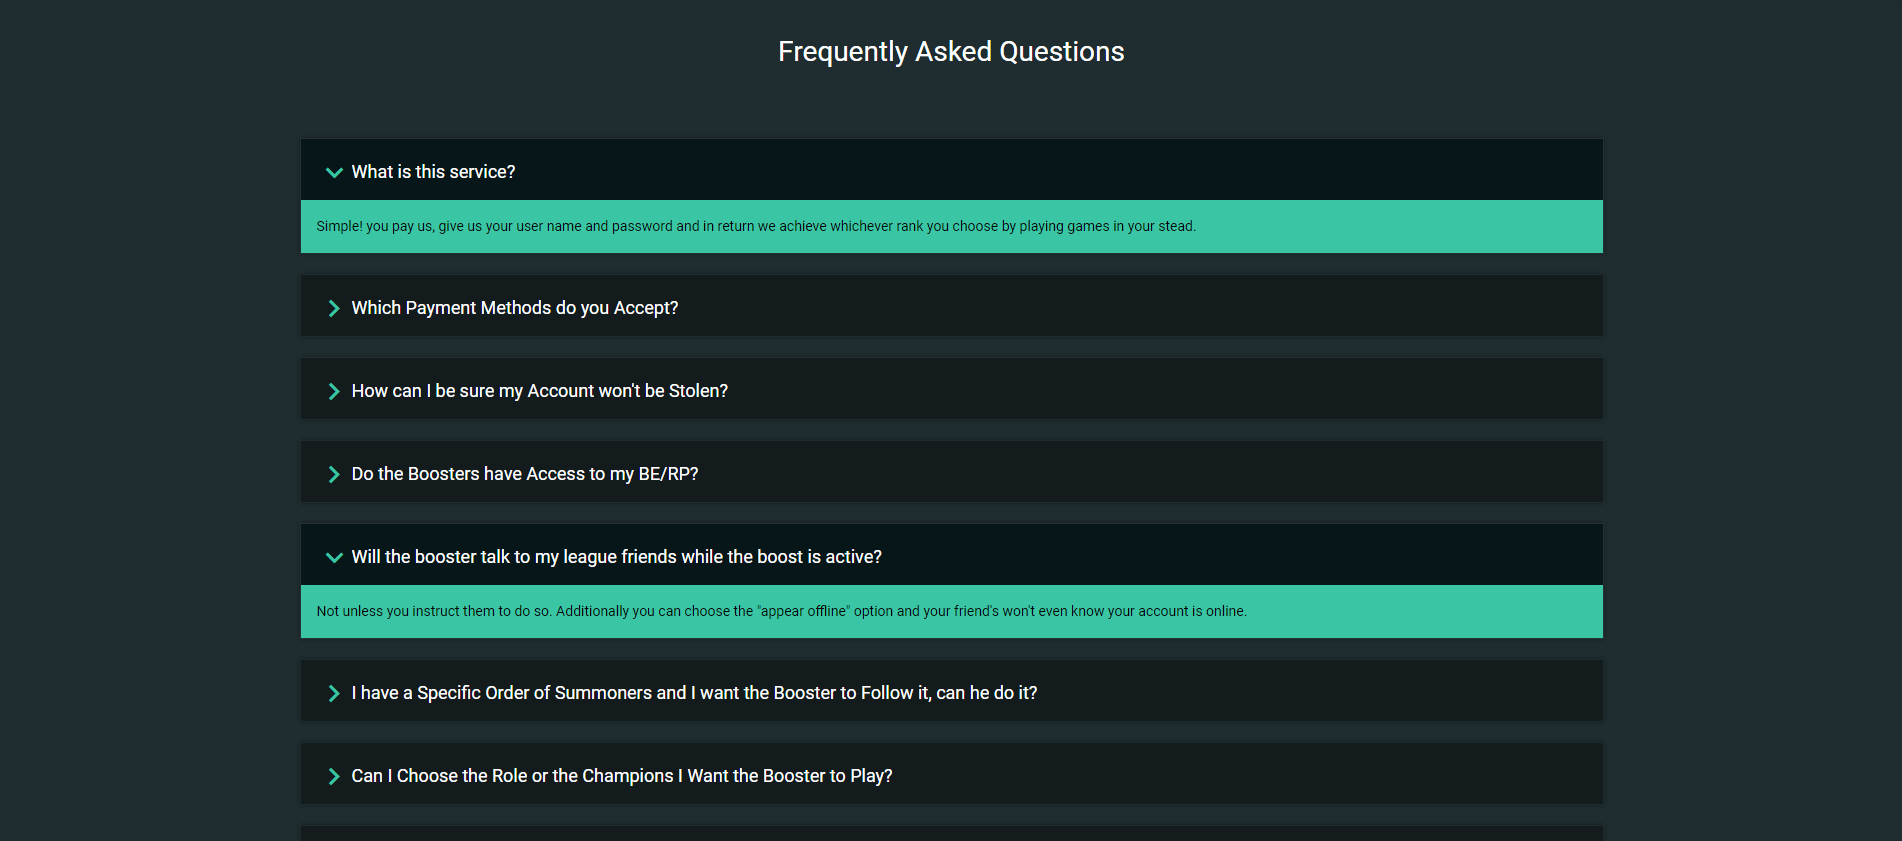 Frequently Asked Questions
What is this service?
Simple! you pay us, give us your user name and password and in return we achieve whichever rank you choose by playing games in your stead.
Which Payment Methods do you Accept?
How can I be sure my Account won't be Stolen?
Do the Boosters have Access to my BE/RP?
Will the booster talk to my league friends while the boost is active?
Not unless you instruct them to do so. Additionally you can choose the "appear offline" option and your friend's won't even know your account is online.
I have a Specific Order of Summoners and I want the Booster to Follow it, can he do it?
Can I Choose the Role or the Champions I Want the Booster to Play?